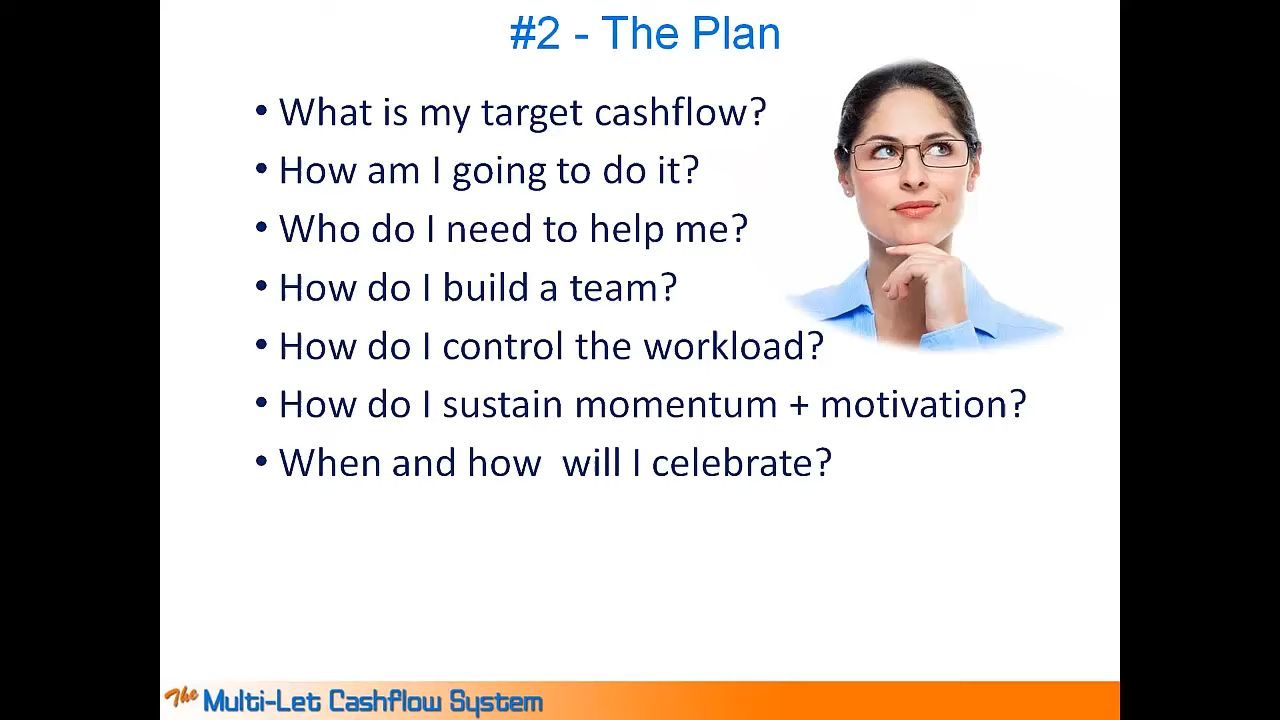 #2 - The Plan
• What is my target cashflow?
• How am I going to do it?
• Who do I need to help me?
• How do I build a team?
• How do I control the workload?
• How do I sustain momentum + motivation?
• When and how  will I celebrate?
The Multi-Let Cashflow System